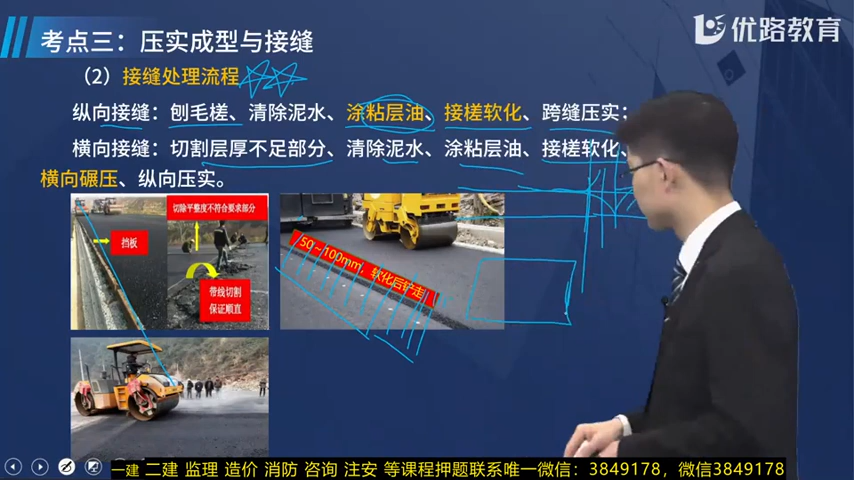 考点三：压实成型与接缝
优路教育
（2）接缝处理流程
纵向接缝：刨毛槎、清除泥水、涂粘层油、接槎软化、跨缝压实；
横向接缝：切割层厚不足部分、清除泥水、涂粘层油、接槎软化、
横向碾压、纵向压实。
切除平整度不符合要求部分
挡板
带线切割
保证顺直
50～100mm，软化后铲走
一建 二建 监理 造价 消防 咨询 注安 等课程押题联系唯一微信：3849178，微信3849178